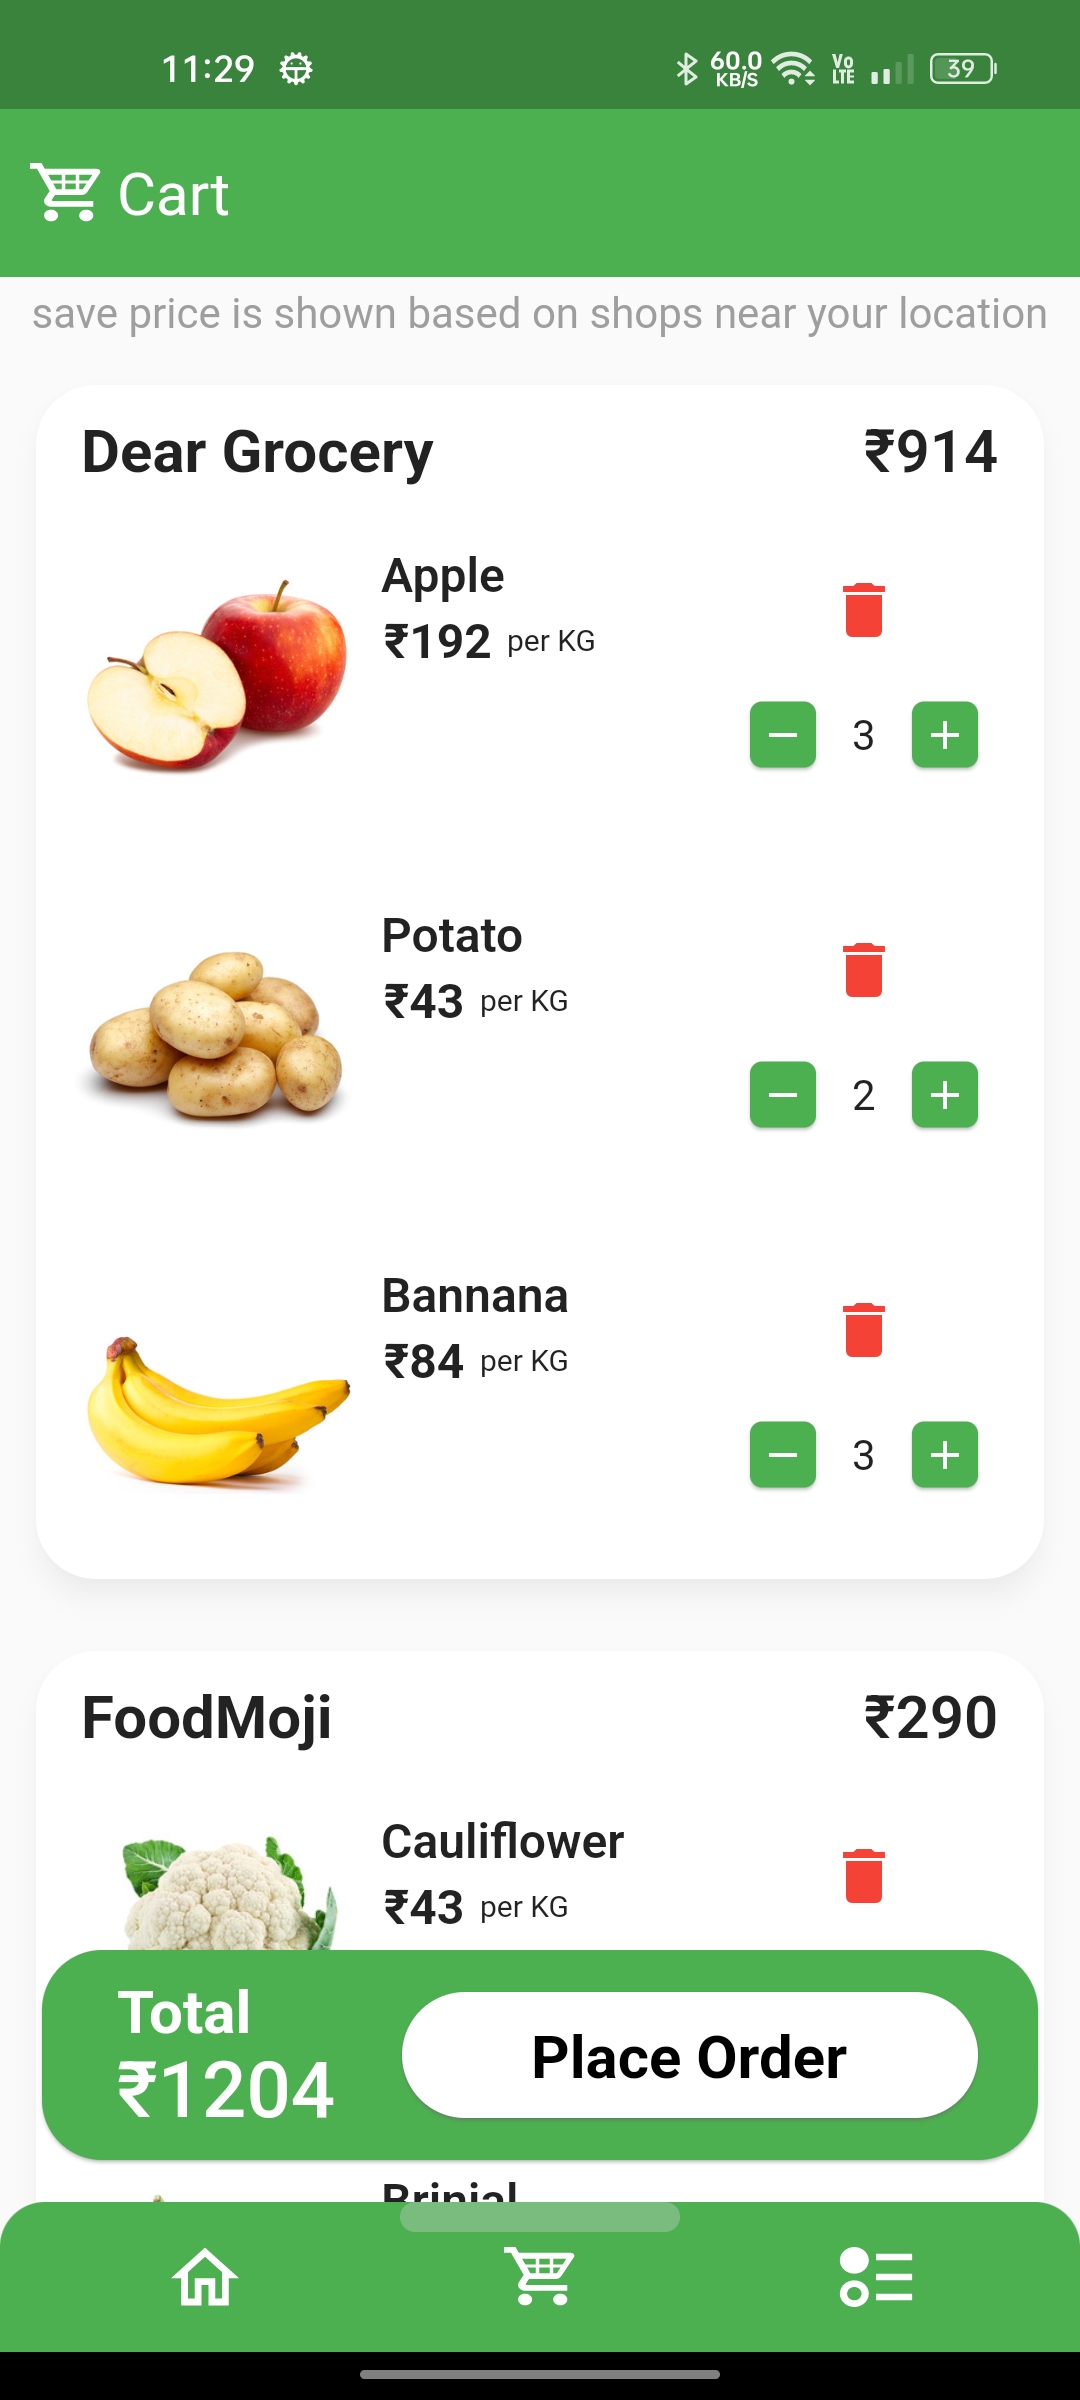 11:29 60.0 KB/S Vo LTE 39
Cart
save price is shown based on shops near your location
Dear Grocery ₹914
Apple
₹192 per KG
3
Potato
₹43 per KG
2
Bannana
₹84 per KG
3
FoodMoji ₹290
Cauliflower
₹43 per KG
Total
₹1204
Place Order
Brinjal